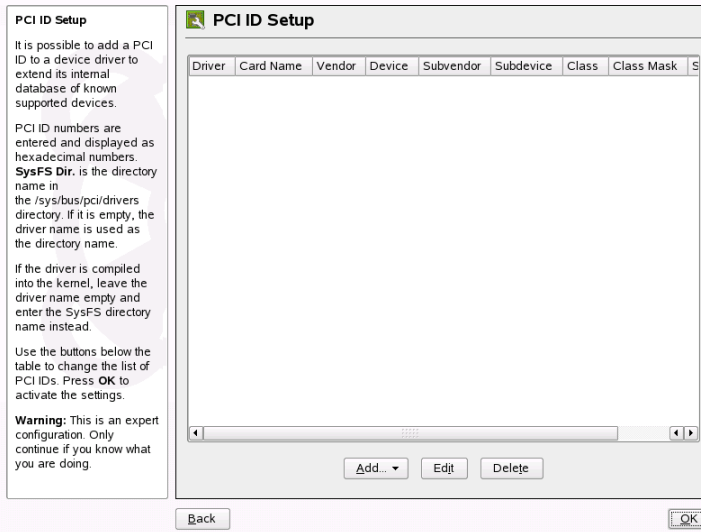 PCI ID Setup
It is possible to add a PCI
ID to a device driver to
extend its internal
database of known
supported devices.
PCI ID numbers are
entered and displayed as
hexadecimal numbers.
SysFS Dir. is the directory
name in
the /sys/bus/pci/drivers
directory. If it is empty, the
driver name is used as
the directory name.
If the driver is compiled
into the kernel, leave the
driver name empty and
enter the SysFS directory
name instead.
Use the buttons below the
table to change the list of
PCI IDs. Press OK to
activate the settings.
Warning: This is an expert
configuration. Only
continue if you know what
you are doing.
PCI ID Setup
Driver Card Name Vendor Device Subvendor Subdevice Class Class Mask S
Add... Edit Delete
Back OK